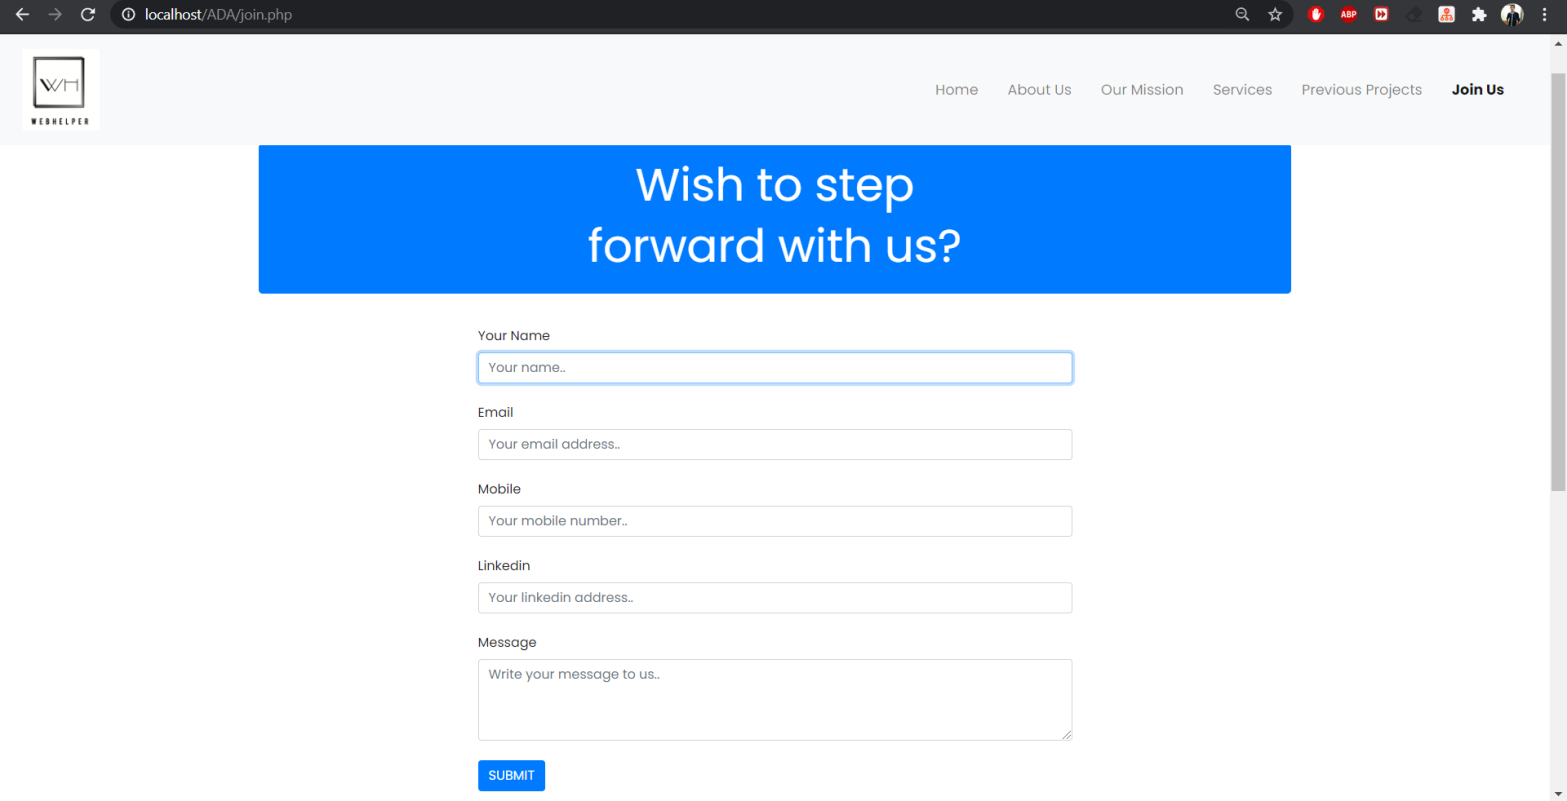 localhost/ADA/join.php
ABP
WH
WEBHELPER
Home About Us Our Mission Services Previous Projects Join Us
Wish to step
forward with us?
Your Name
Your name..
Email
Your email address..
Mobile
Your mobile number..
Linkedin
Your linkedin address..
Message
Write your message to us..
SUBMIT